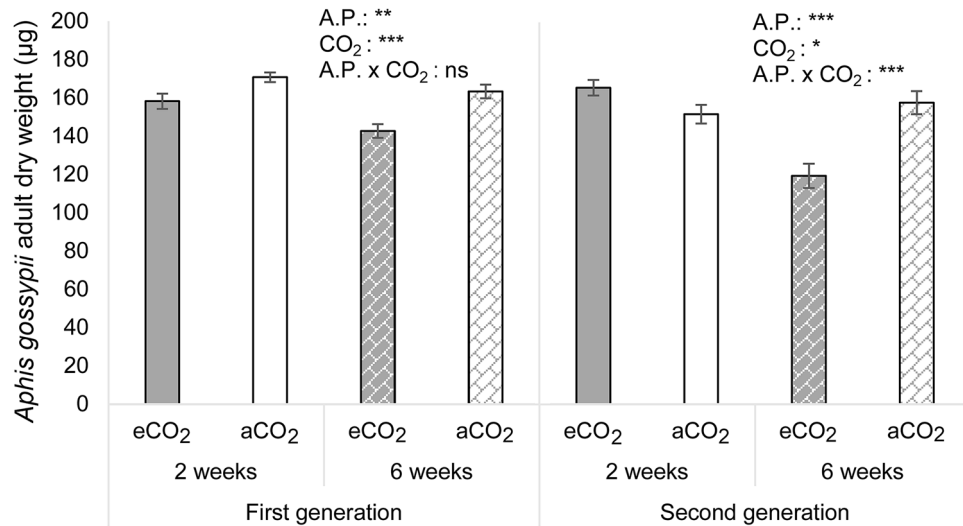 Aphis gossypii adult dry weight (µg)
200
180
160
140
120
100
80
60
40
20
0
A.P.: **
CO₂ : ***
A.P. x CO₂ : ns
A.P.: ***
CO₂ : *
A.P. x CO₂ : ***
eCO₂ aCO₂ eCO₂ aCO₂ eCO₂ aCO₂ eCO₂ aCO₂
2 weeks 6 weeks 2 weeks 6 weeks
First generation Second generation